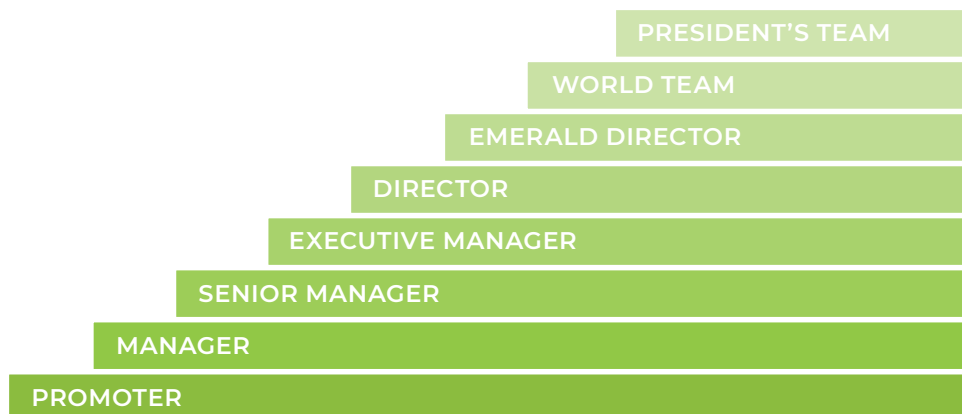 PRESIDENT’S TEAM
WORLD TEAM
EMERALD DIRECTOR
DIRECTOR
EXECUTIVE MANAGER
SENIOR MANAGER
MANAGER
PROMOTER